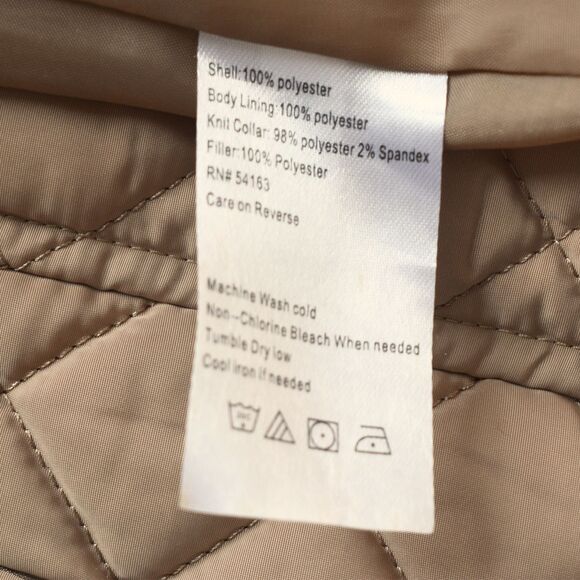 Shell:100% polyester
Body Lining:100% polyester
Knit Collar: 98% polyester 2% Spandex
Filler:100% Polyester
RN# 54163
Care on Reverse
Machine Wash cold
Non-Chlorine Bleach When needed
Tumble Dry low
Cool iron if needed